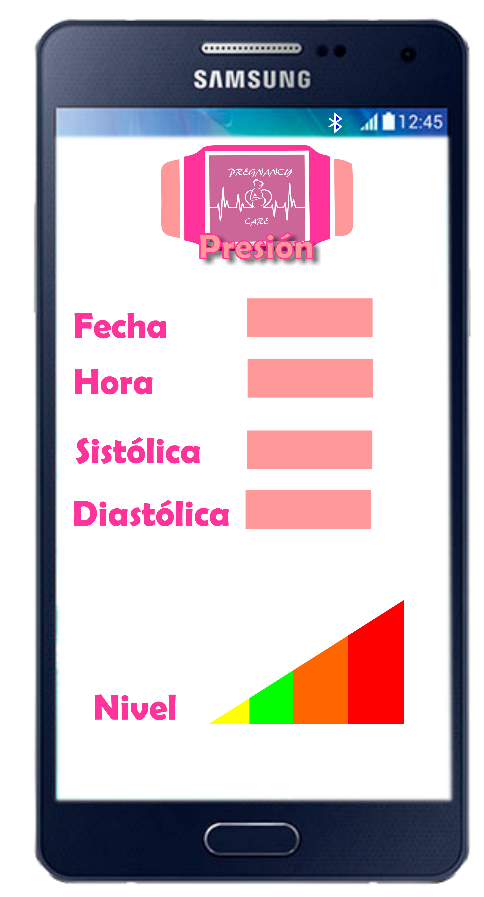 SAMSUNG
12:45
PREGNANCY
CARE
Presión
Fecha
Hora
Sistólica
Diastólica
Nivel